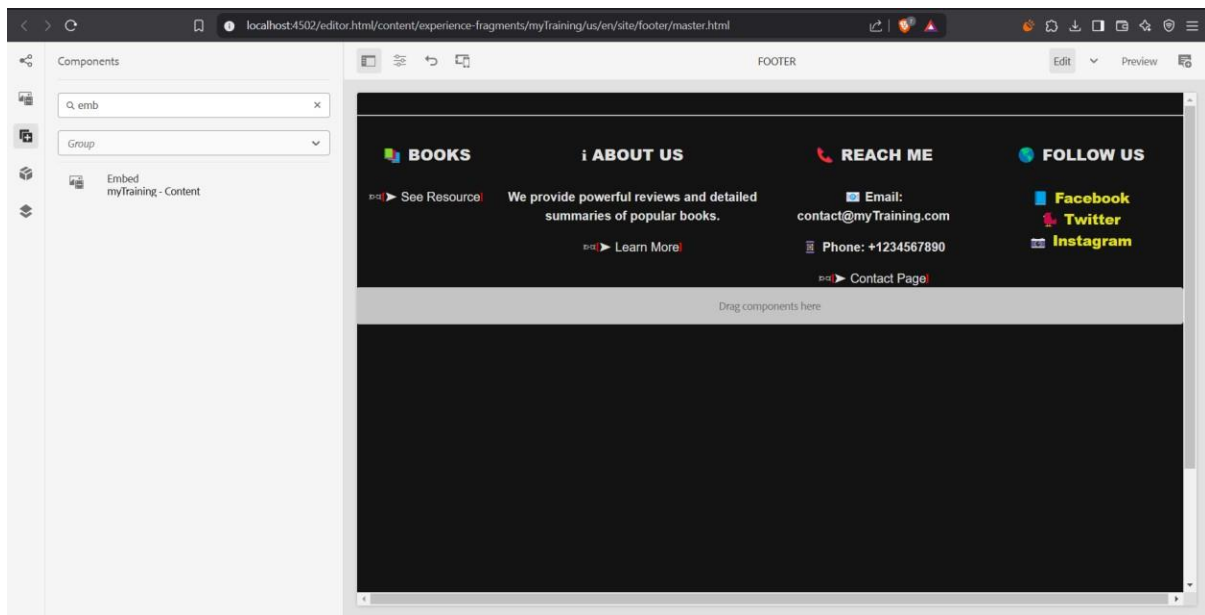 localhost:4502/editor.html/content/experience-fragments/myTraining/us/en/site/footer/master.html
Components
FOOTER
Edit
Preview
emb
Group
Embed
myTraining - Content
BOOKS
See Resource
i ABOUT US
We provide powerful reviews and detailed
summaries of popular books.
Learn More
REACH ME
Email:
contact@myTraining.com
Phone: +1234567890
Contact Page
FOLLOW US
Facebook
Twitter
Instagram
Drag components here